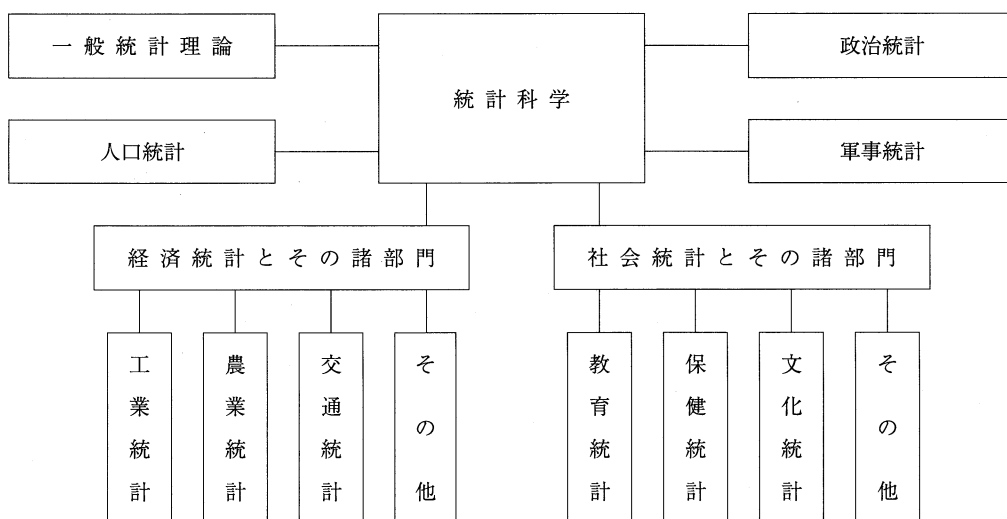 一般統計理論
統計科学
政治統計
人口統計
軍事統計
経済統計とその諸部門
社会統計とその諸部門
工業統計
農業統計
交通統計
その他
教育統計
保健統計
文化統計
その他